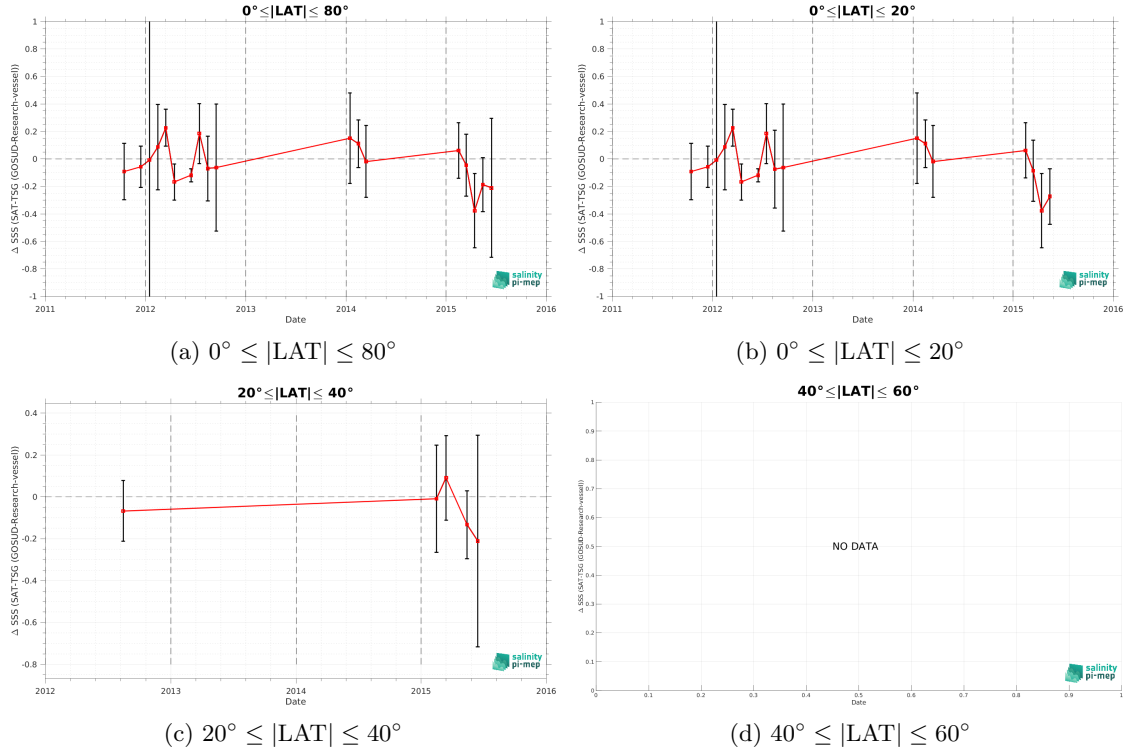 0°≤|LAT|≤ 80°
Δ SSS (SAT-TSG (GOSUD-Research-vessel))
1
0.8
0.6
0.4
0.2
0
-0.2
-0.4
-0.6
-0.8
-1
2011 2012 2013 2014 2015 2016
Date
salinity
pi-mep
(a) 0° ≤ |LAT| ≤ 80°
0°≤|LAT|≤ 20°
Δ SSS (SAT-TSG (GOSUD-Research-vessel))
1
0.8
0.6
0.4
0.2
0
-0.2
-0.4
-0.6
-0.8
-1
2011 2012 2013 2014 2015 2016
Date
salinity
pi-mep
(b) 0° ≤ |LAT| ≤ 20°
20°≤|LAT|≤ 40°
Δ SSS (SAT-TSG (GOSUD-Research-vessel))
0.4
0.2
0
-0.2
-0.4
-0.6
-0.8
2012 2013 2014 2015 2016
Date
salinity
pi-mep
(c) 20° ≤ |LAT| ≤ 40°
40°≤|LAT|≤ 60°
Δ SSS (SAT-TSG (GOSUD-Research-vessel))
1
0.9
0.8
0.7
0.6
0.5
0.4
0.3
0.2
0.1
0
NO DATA
0 0.1 0.2 0.3 0.4 0.5 0.6 0.7 0.8 0.9 1
Date
salinity
pi-mep
(d) 40° ≤ |LAT| ≤ 60°